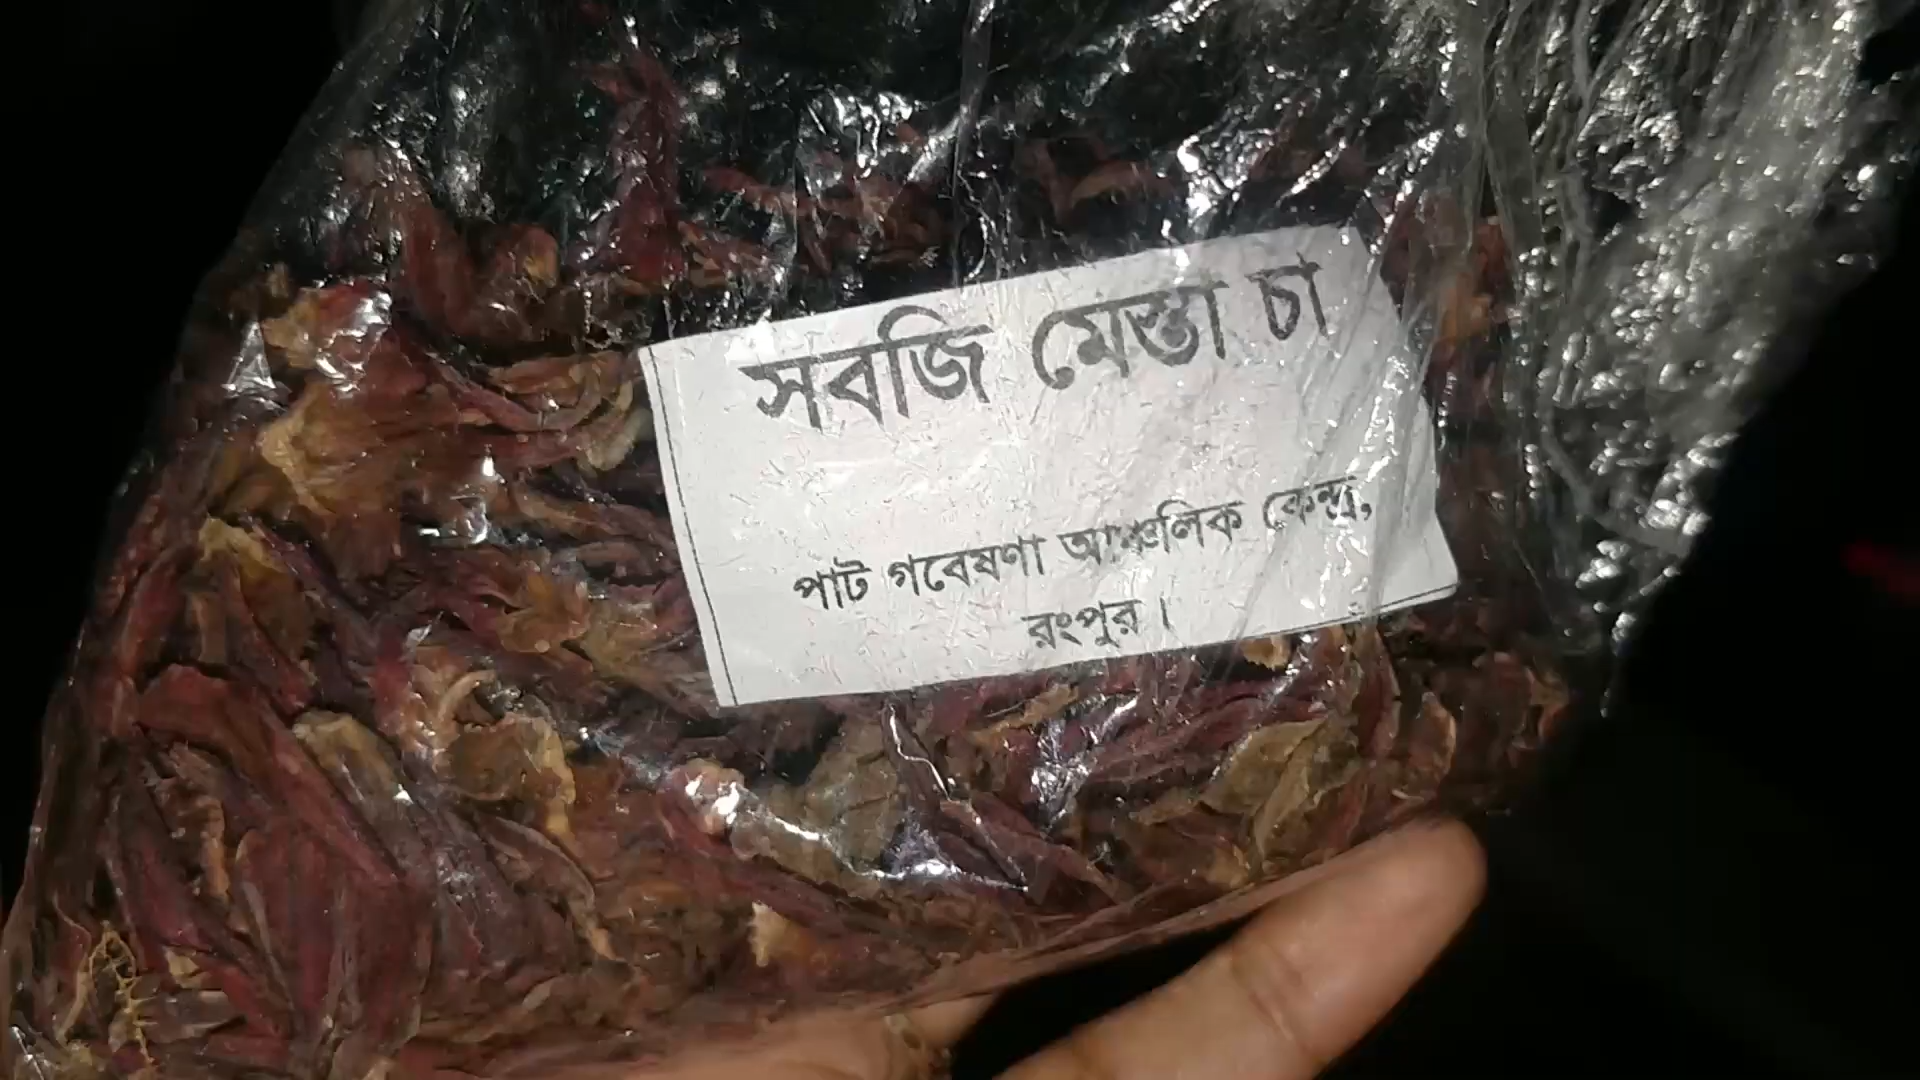 সবজি মেস্তা চা
পাট গবেষণা আঞ্চলিক কেন্দ্র,
রংপুর।